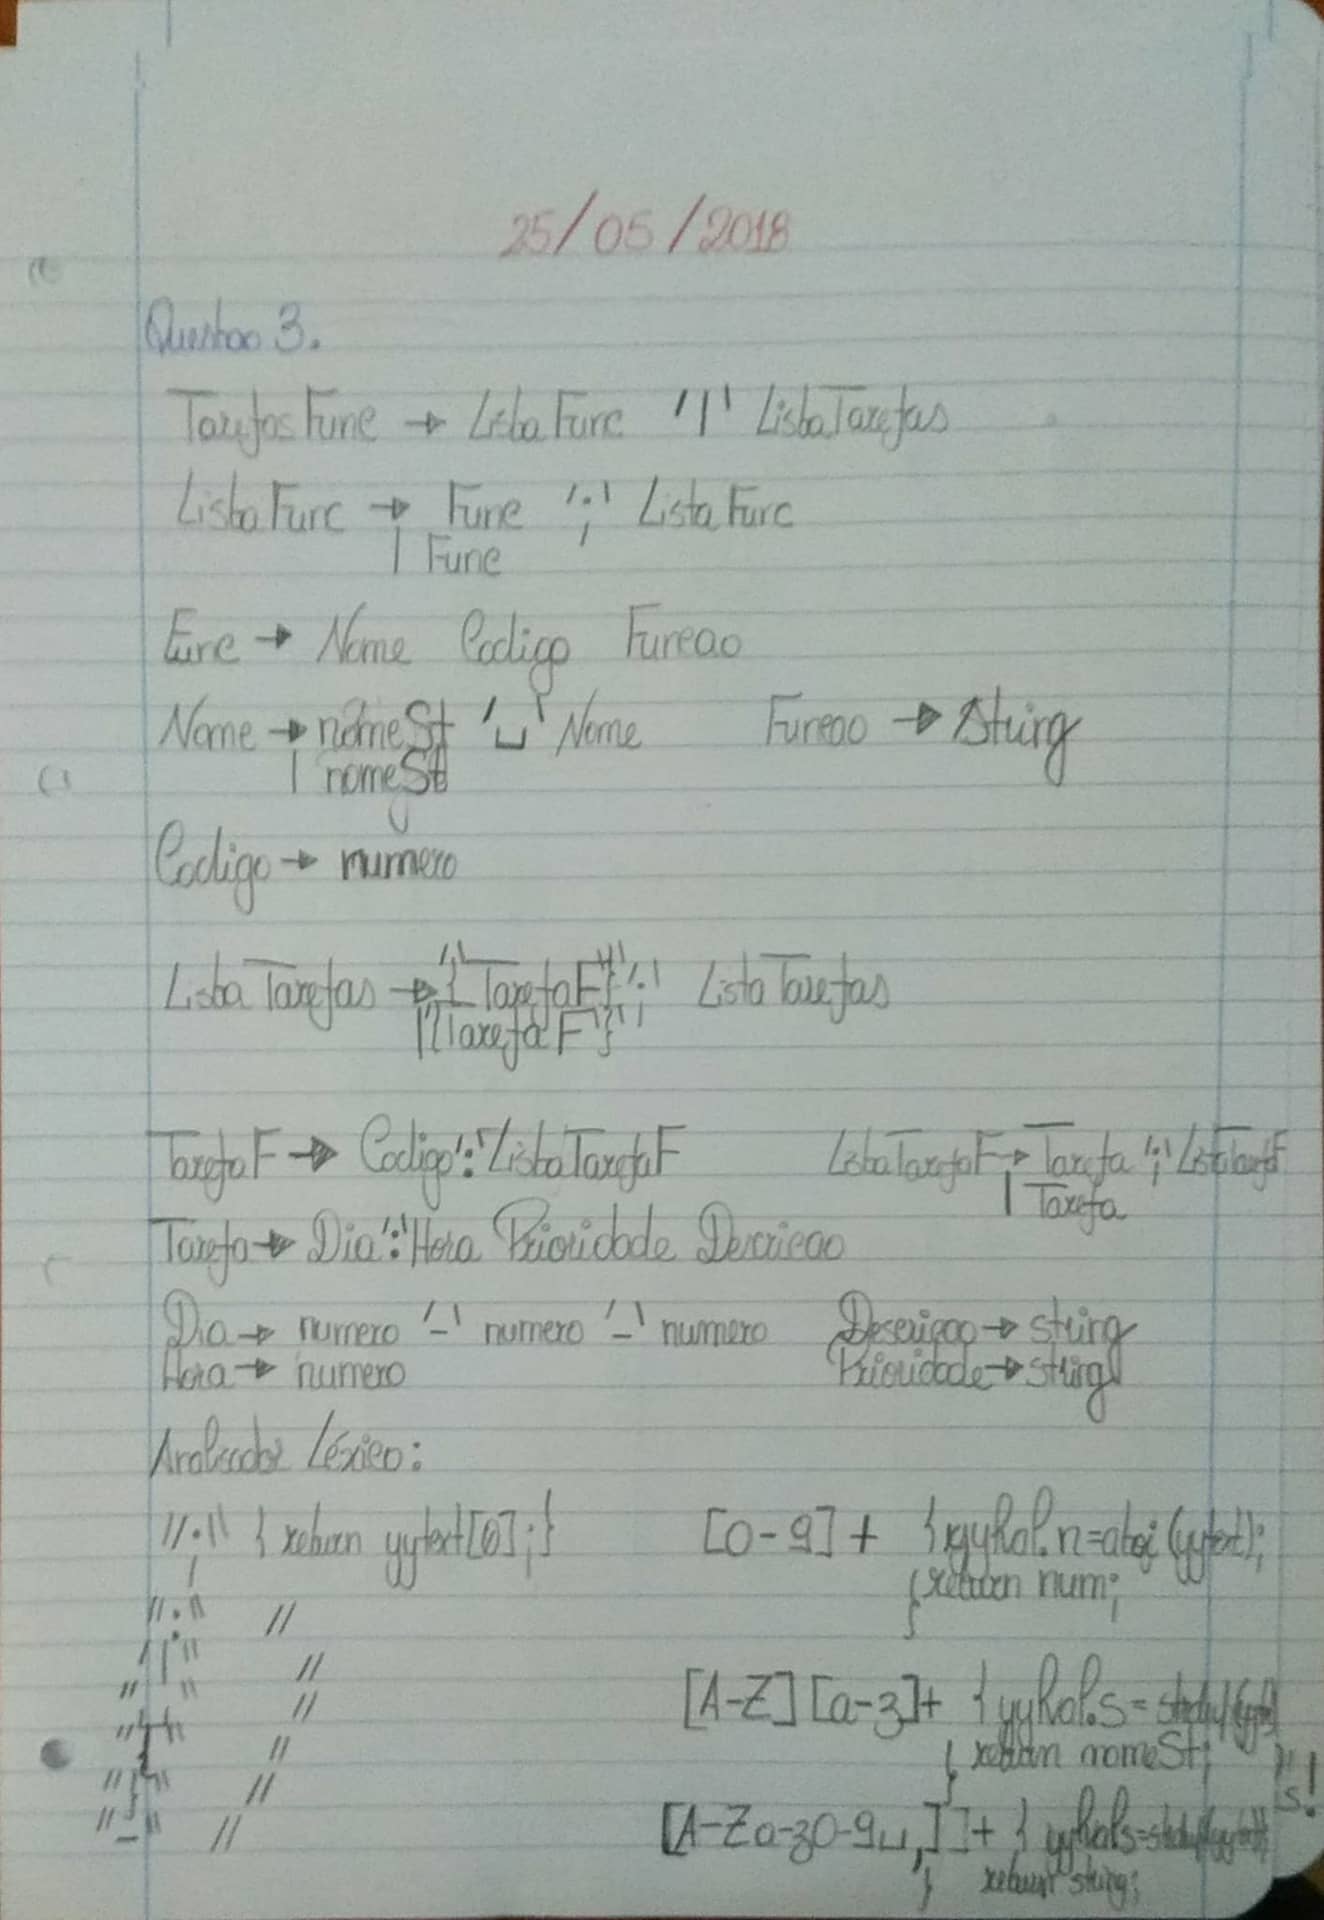 25/05/2018
Questao 3.
TarefasFunc → ListaFunc '|' ListaTarefas
ListaFunc → Func ';' ListaFunc
| Func
Func → Nome Codigo Funcao
Nome → nomeSt '␣' Nome Funcao → String
| nomeSt
Codigo → numero
ListaTarefas → '{' TarefaF '}' ';' ListaTarefas
| '{' TarefaF '}'
TarefaF → Codigo ':' ListaTarefaF ListaTarefaF → Tarefa ';' ListaTarefaF
| Tarefa
Tarefa → Dia ':' Hora Prioridade Descricao
Dia → numero '-' numero '-' numero Descriçao → string
Hora → numero Prioridade → string
Analisador Léxico:
";" { return yytext[0]; } [0-9]+ { yylval.n=atoi(yytext);
return num; }
":" //
"|" //
" " //
"{" // [A-Z][a-z]+ { yylval.s = strdup(yytext)
return nomeSt; }
"}" //
"-" // [A-Za-z0-9␣,]+ { yylval.s=strdup(yytext)
return string; }